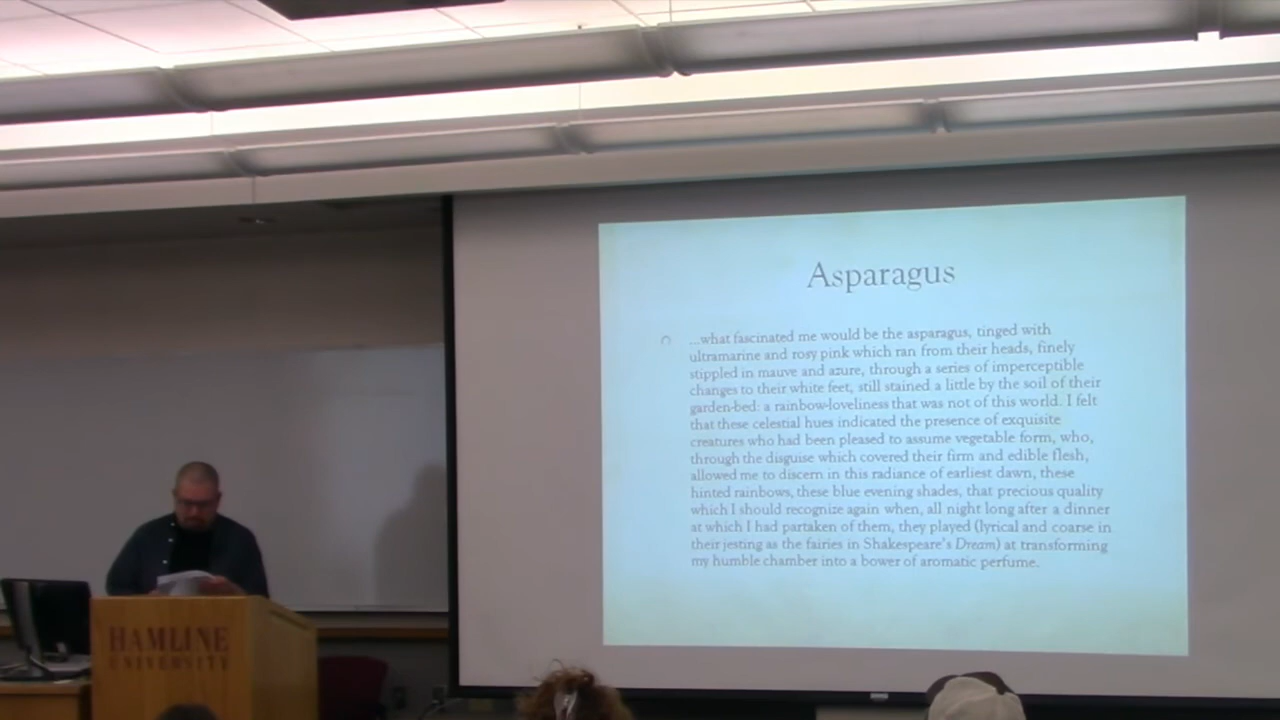 Asparagus
...what fascinated me would be the asparagus, tinged with
ultramarine and rosy pink which ran from their heads, finely
stippled in mauve and azure, through a series of imperceptible
changes to their white feet, still stained a little by the soil of their
garden-bed: a rainbow-loveliness that was not of this world. I felt
that these celestial hues indicated the presence of exquisite
creatures who had been pleased to assume vegetable form, who,
through the disguise which covered their firm and edible flesh,
allowed me to discern in this radiance of earliest dawn, these
hinted rainbows, these blue evening shades, that precious quality
which I should recognize again when, all night long after a dinner
at which I had partaken of them, they played (lyrical and coarse in
their jesting as the fairies in Shakespeare's Dream) at transforming
my humble chamber into a bower of aromatic perfume.
HAMLINE
UNIVERSITY